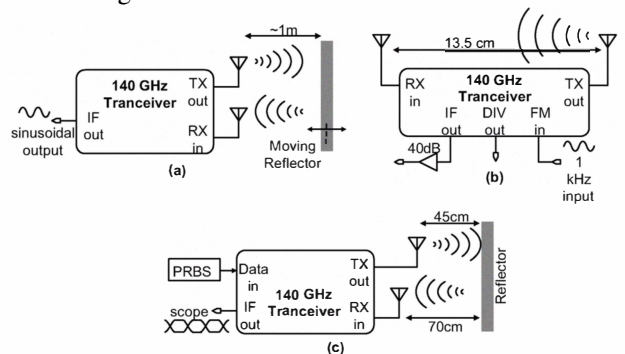 ~1m
140 GHz
Tranceiver
TX
out
RX
in
IF
out
sinusoidal
output
Moving
Reflector
(a)
13.5 cm
140 GHz
Tranceiver
RX
in
TX
out
IF
out
DIV
out
FM
in
40dB
1
kHz
input
(b)
45cm
PRBS
Data
in
TX
out
140 GHz
Tranceiver
IF
out
RX
in
scope
70cm
Reflector
(c)